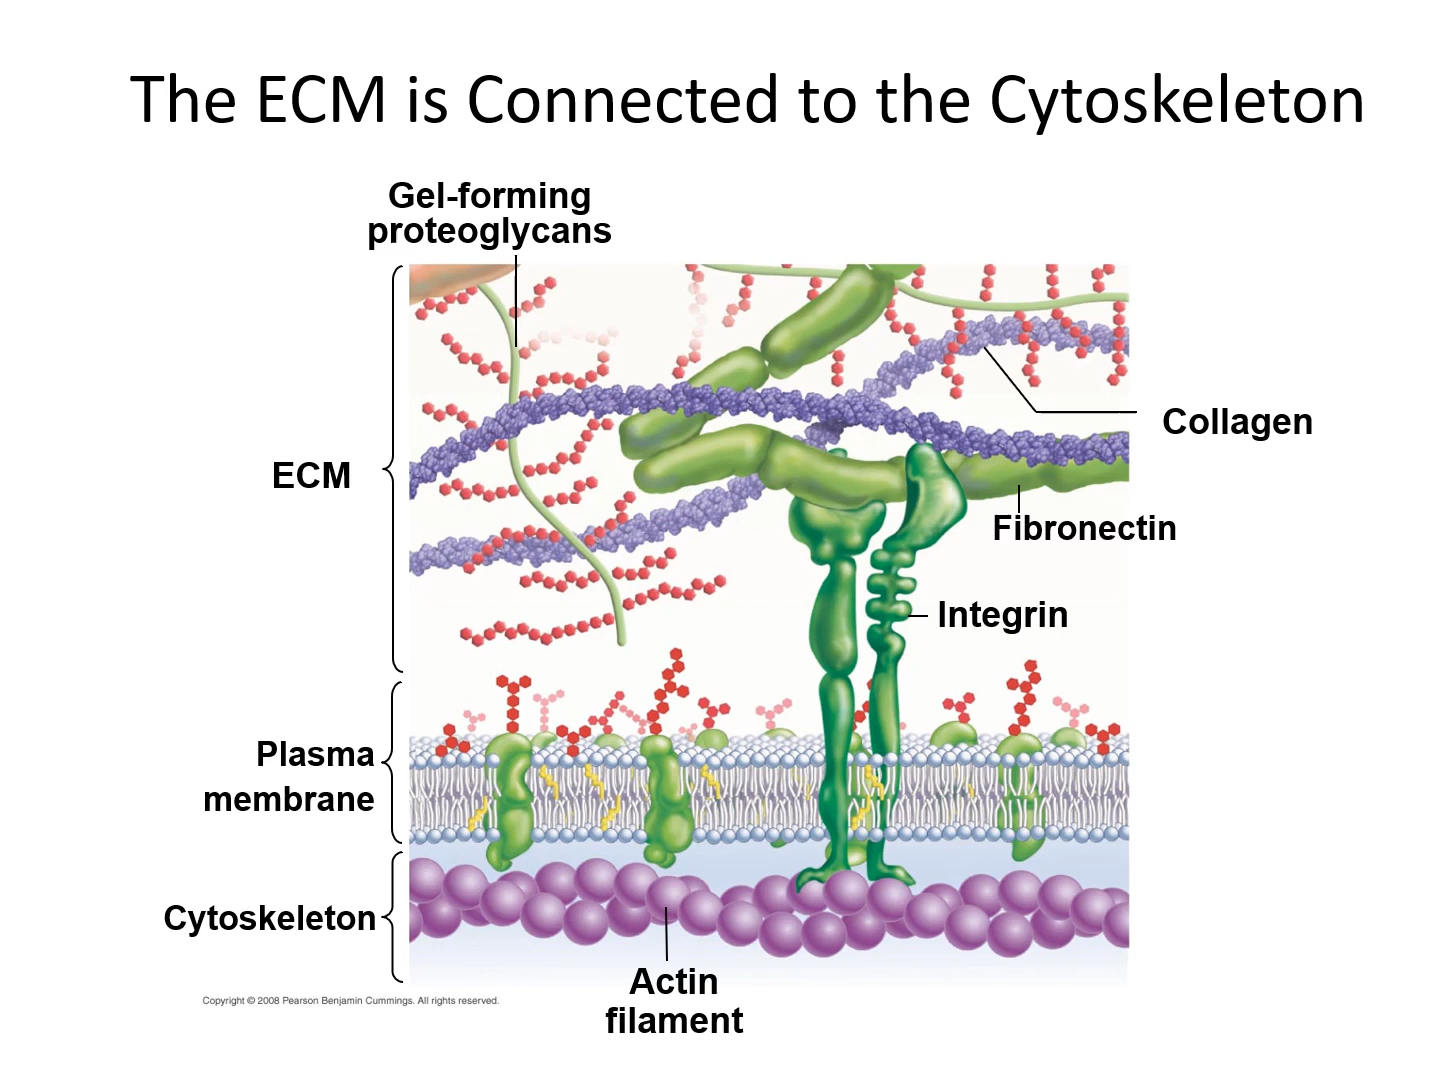 The ECM is Connected to the Cytoskeleton
Gel-forming
proteoglycans
ECM
Collagen
Fibronectin
Integrin
Plasma
membrane
Cytoskeleton
Actin
filament
Copyright © 2008 Pearson Benjamin Cummings. All rights reserved.